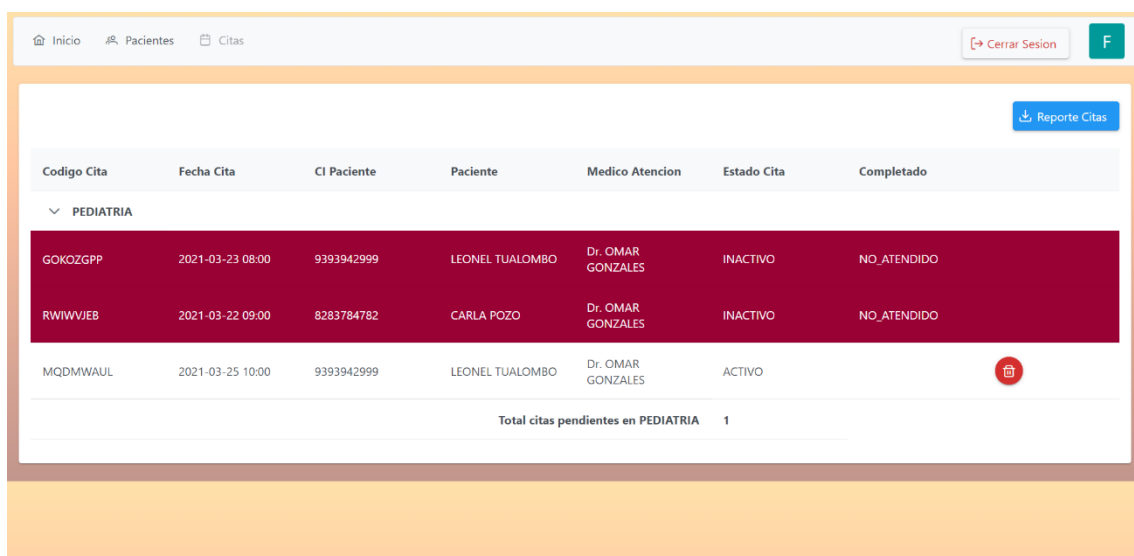 Inicio Pacientes Citas Cerrar Sesion F
Reporte Citas
Codigo Cita Fecha Cita CI Paciente Paciente Medico Atencion Estado Cita Completado
PEDIATRIA
GOKOZGPP 2021-03-23 08:00 9393942999 LEONEL TUALOMBO Dr. OMAR GONZALES INACTIVO NO_ATENDIDO
RWIWVJEB 2021-03-22 09:00 8283784782 CARLA POZO Dr. OMAR GONZALES INACTIVO NO_ATENDIDO
MQDMWAUL 2021-03-25 10:00 9393942999 LEONEL TUALOMBO Dr. OMAR GONZALES ACTIVO
Total citas pendientes en PEDIATRIA 1